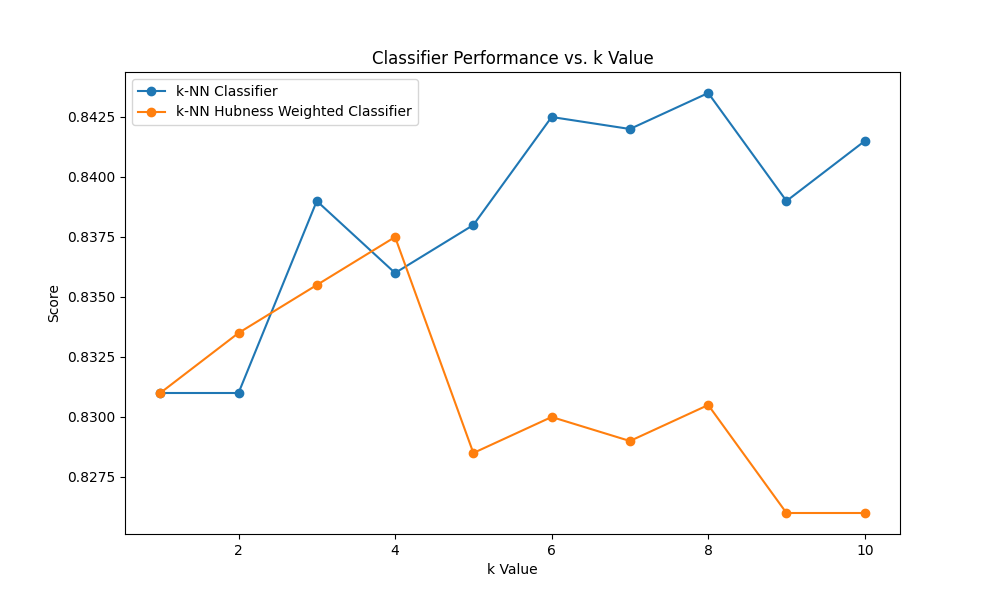 Classifier Performance vs. k Value
k-NN Classifier
k-NN Hubness Weighted Classifier
0.8425
0.8400
0.8375
0.8350
0.8325
0.8300
0.8275
Score
2 4 6 8 10
k Value